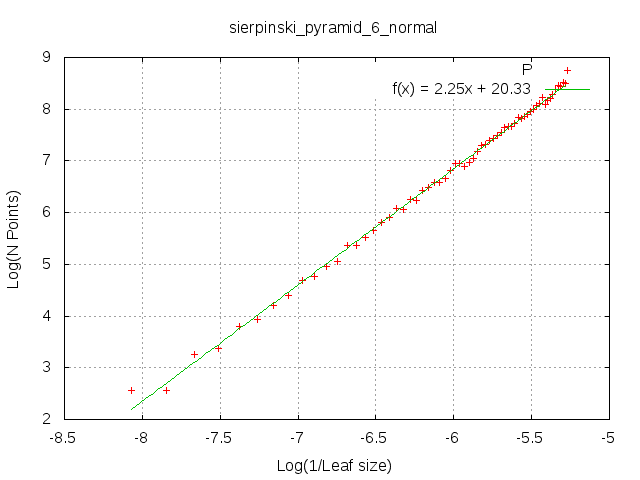 sierpinski_pyramid_6_normal
9
8
7
6
5
4
3
2
Log(N Points)
P
f(x) = 2.25x + 20.33
-8.5 -8 -7.5 -7 -6.5 -6 -5.5 -5
Log(1/Leaf size)